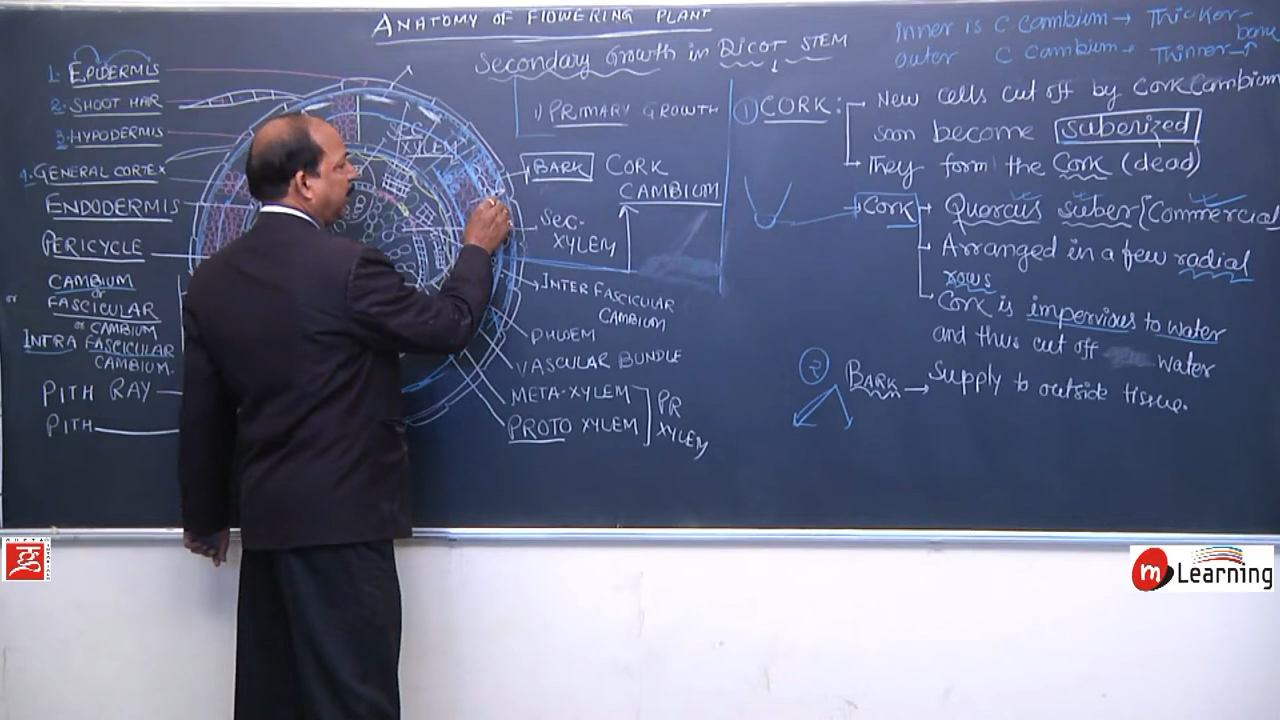 ANATOMY OF FLOWERING PLANT
Secondary Growth in DICOT STEM
1. EPIDERMIS
2. SHOOT HAIR
3. HYPODERMIS
4. GENERAL CORTEX
ENDODERMIS
PERICYCLE
CAMBIUM
or
FASCICULAR
or CAMBIUM
or
INTRA FASCICULAR
CAMBIUM.
PITH RAY
PITH
SEC
XYLEM
1) PRIMARY GROWTH
BARK CORK
CAMBIUM
SEC-
XYLEM
INTER FASCICULAR
CAMBIUM
PHLOEM
VASCULAR BUNDLE
META-XYLEM
PROTO XYLEM
PR
XYLEM
inner is C Cambium → Thicker-
outer C Cambium - Thinner-
① CORK:
New cells cut off by Cork Cambium
soon become suberized
They form the Cork (dead)
Cork → Quorcus suber {Commercial
Arranged in a few radial
rows
Cork is impervious to water
and thus cut off water
② BARK → Supply to outside tissue.
m Learning